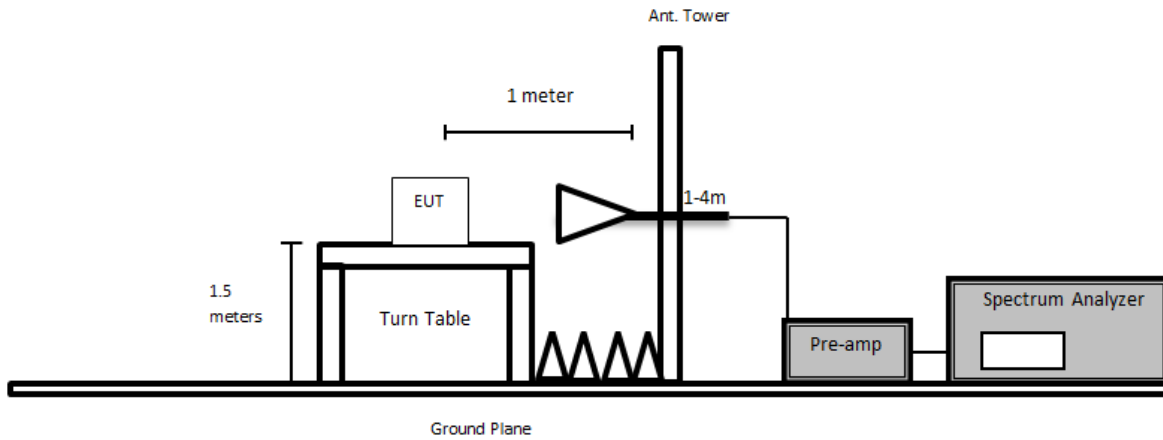 Ant. Tower
1 meter
EUT
1-4m
1.5
meters
Turn Table
Spectrum Analyzer
Pre-amp
Ground Plane